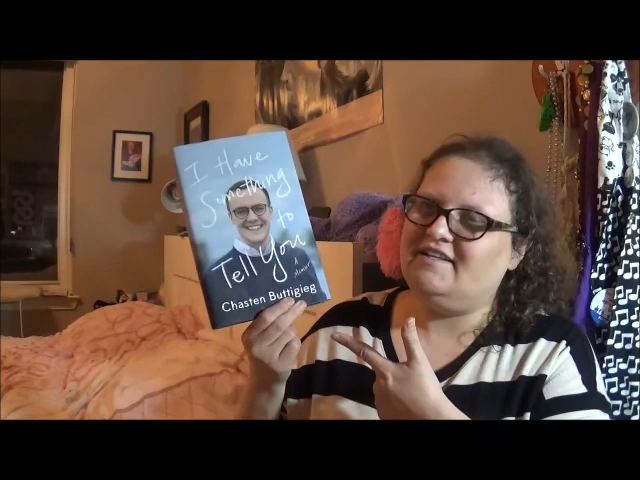 I Have
Something
to
Tell You
A
Memoir
Chasten Buttigieg